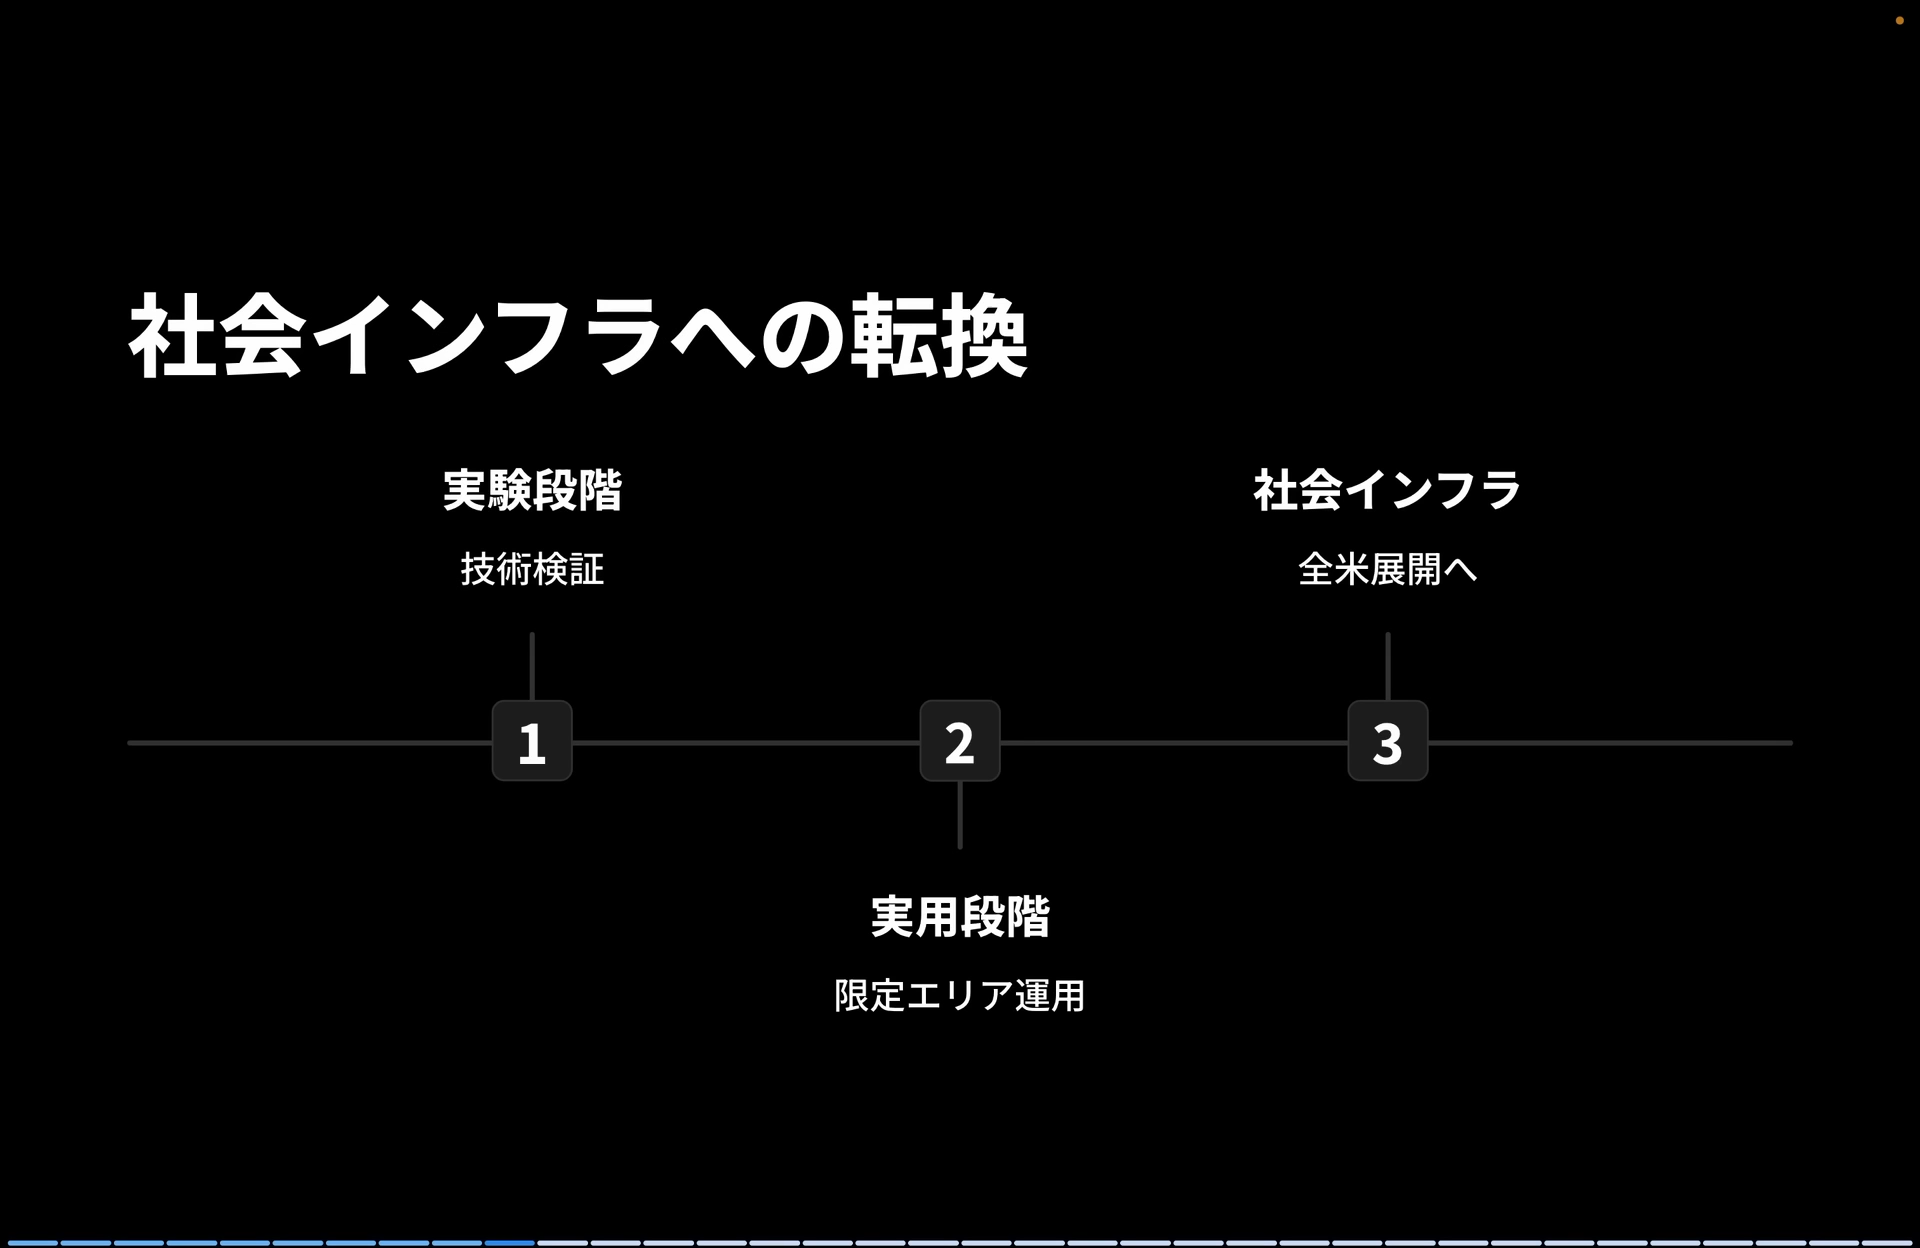 社会インフラへの転換
実験段階
技術検証
社会インフラ
全米展開へ
1
2
3
実用段階
限定エリア運用